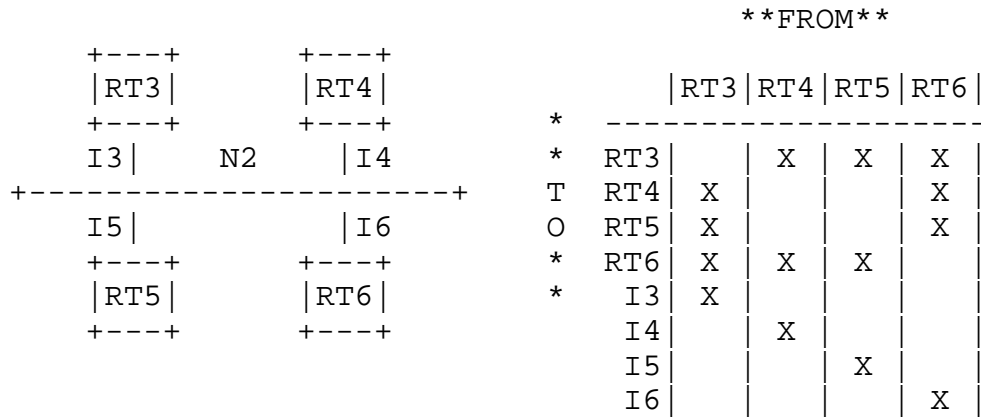 **FROM**
     +---+       +---+
     |RT3|       |RT4|              |RT3|RT4|RT5|RT6|
     +---+       +---+        *  --------------------
     I3|    N2     |I4        *  RT3|   | X | X | X |
+-----------------------+     T  RT4| X |   |   | X |
     I5|           |I6        O  RT5| X |   |   | X |
     +---+       +---+        *  RT6| X | X | X |   |
     |RT5|       |RT6|        *   I3| X |   |   |   |
     +---+       +---+            I4|   | X |   |   |
                                  I5|   |   | X |   |
                                  I6|   |   |   | X |